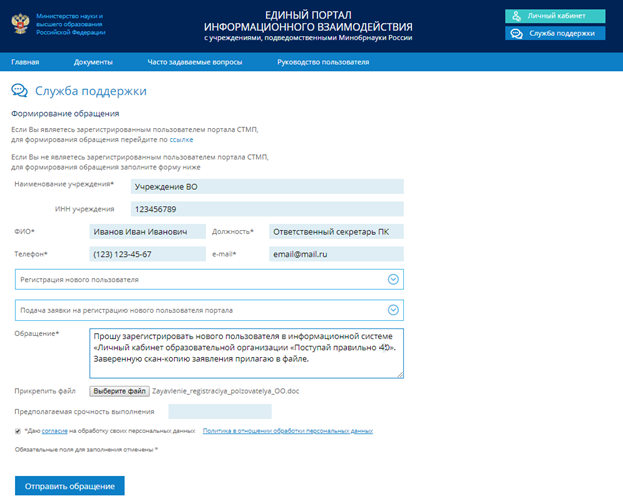 Министерство науки и
высшего образования
Российской Федерации
ЕДИНЫЙ ПОРТАЛ
ИНФОРМАЦИОННОГО ВЗАИМОДЕЙСТВИЯ
с учреждениями, подведомственными Минобрнауки России
Личный кабинет
Служба поддержки
Главная Документы Часто задаваемые вопросы Руководство пользователя
Служба поддержки
Формирование обращения
Если Вы являетесь зарегистрированным пользователем портала СТМП,
для формирования обращения перейдите по ссылке
Если Вы не являетесь зарегистрированным пользователем портала СТМП,
для формирования обращения заполните форму ниже
Наименование учреждения* Учреждение ВО
ИНН учреждения 123456789
ФИО* Иванов Иван Иванович Должность* Ответственный секретарь ПК
Телефон* (123) 123-45-67 e-mail* email@mail.ru
Регистрация нового пользователя
Подача заявки на регистрацию нового пользователя портала
Обращение* Прошу зарегистрировать нового пользователя в информационной системе
«Личный кабинет образовательной организации «Поступай правильно
Заверенную скан-копию заявления прилагаю в файле.
Прикрепить файл Выберите файл Zayavlenie_registraciya_polzovatelya_OO.doc
Предполагаемая срочность выполнения
*Даю согласие на обработку своих персональных данных Политика в отношении обработки персональных данных
Обязательные поля для заполнения отмечены *
Отправить обращение